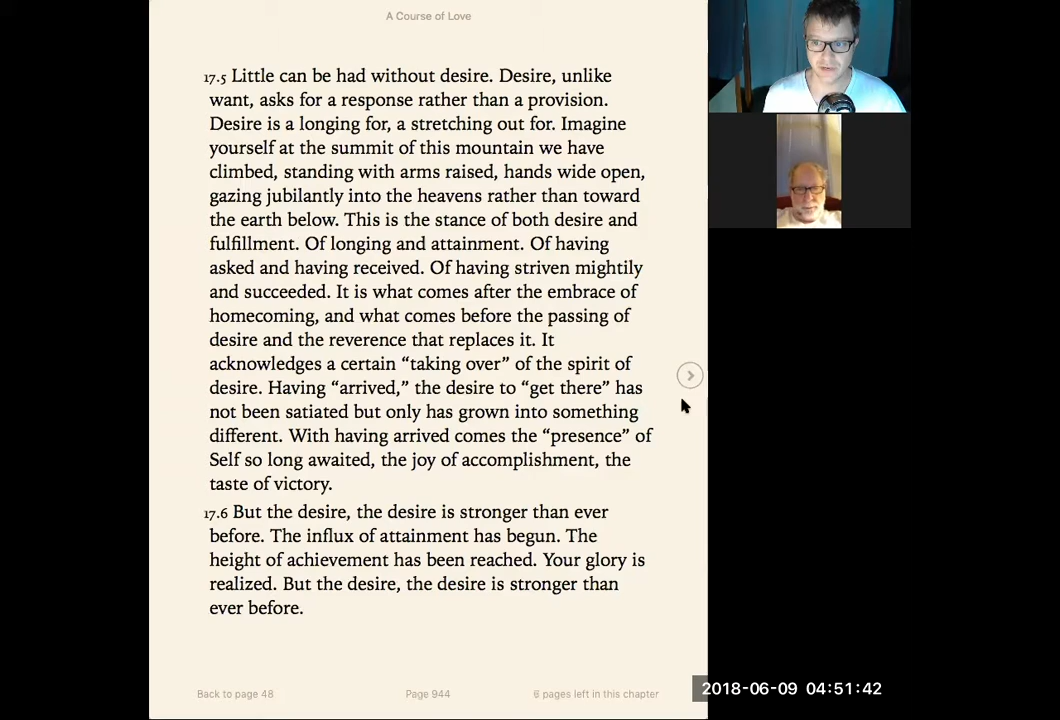 A Course of Love
17.5 Little can be had without desire. Desire, unlike
want, asks for a response rather than a provision.
Desire is a longing for, a stretching out for. Imagine
yourself at the summit of this mountain we have
climbed, standing with arms raised, hands wide open,
gazing jubilantly into the heavens rather than toward
the earth below. This is the stance of both desire and
fulfillment. Of longing and attainment. Of having
asked and having received. Of having striven mightily
and succeeded. It is what comes after the embrace of
homecoming, and what comes before the passing of
desire and the reverence that replaces it. It
acknowledges a certain “taking over” of the spirit of
desire. Having “arrived,” the desire to “get there” has
not been satiated but only has grown into something
different. With having arrived comes the “presence” of
Self so long awaited, the joy of accomplishment, the
taste of victory.
17.6 But the desire, the desire is stronger than ever
before. The influx of attainment has begun. The
height of achievement has been reached. Your glory is
realized. But the desire, the desire is stronger than
ever before.
Back to page 48
Page 944
6 pages left in this chapter
2018-06-09 04:51:42